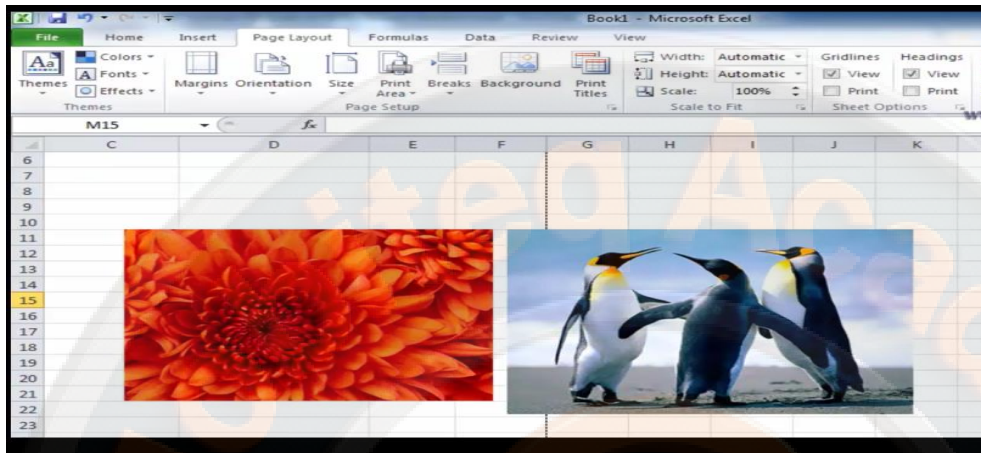 Book1 - Microsoft Excel
File Home Insert Page Layout Formulas Data Review View
Aa Colors Width: Automatic Gridlines Headings
A Fonts Height: Automatic View View
Themes Effects Margins Orientation Size Print Area Breaks Background Print Titles Scale: 100% Print Print
Themes Page Setup Scale to Fit Sheet Options
M15 fx
C D E F G H I J K
6
7
8
9
10
11
12
13
14
15
16
17
18
19
20
21
22
23